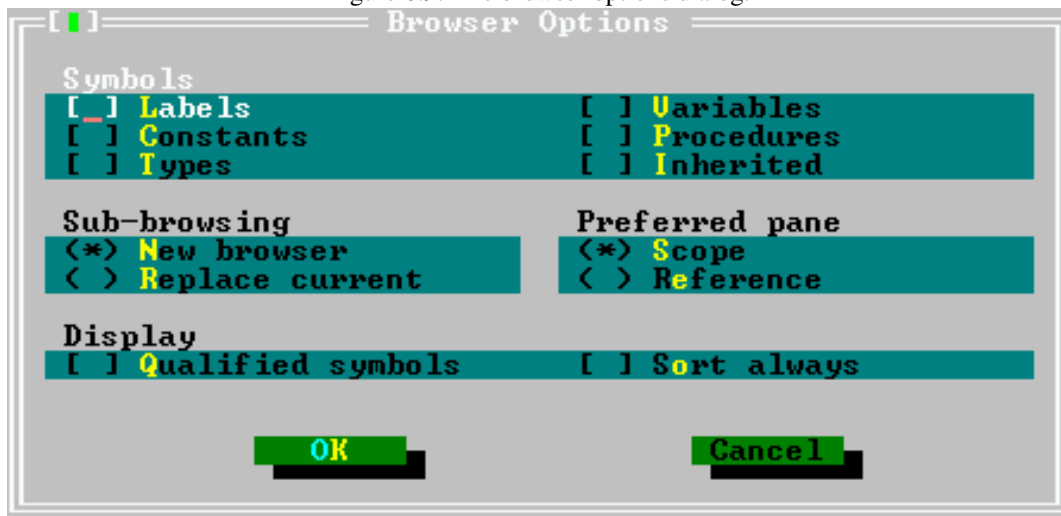 [▮] Browser Options
Symbols
[_] Labels [ ] Variables
[ ] Constants [ ] Procedures
[ ] Types [ ] Inherited
Sub-browsing Preferred pane
(*) New browser (*) Scope
( ) Replace current ( ) Reference
Display
[ ] Qualified symbols [ ] Sort always
OK Cancel